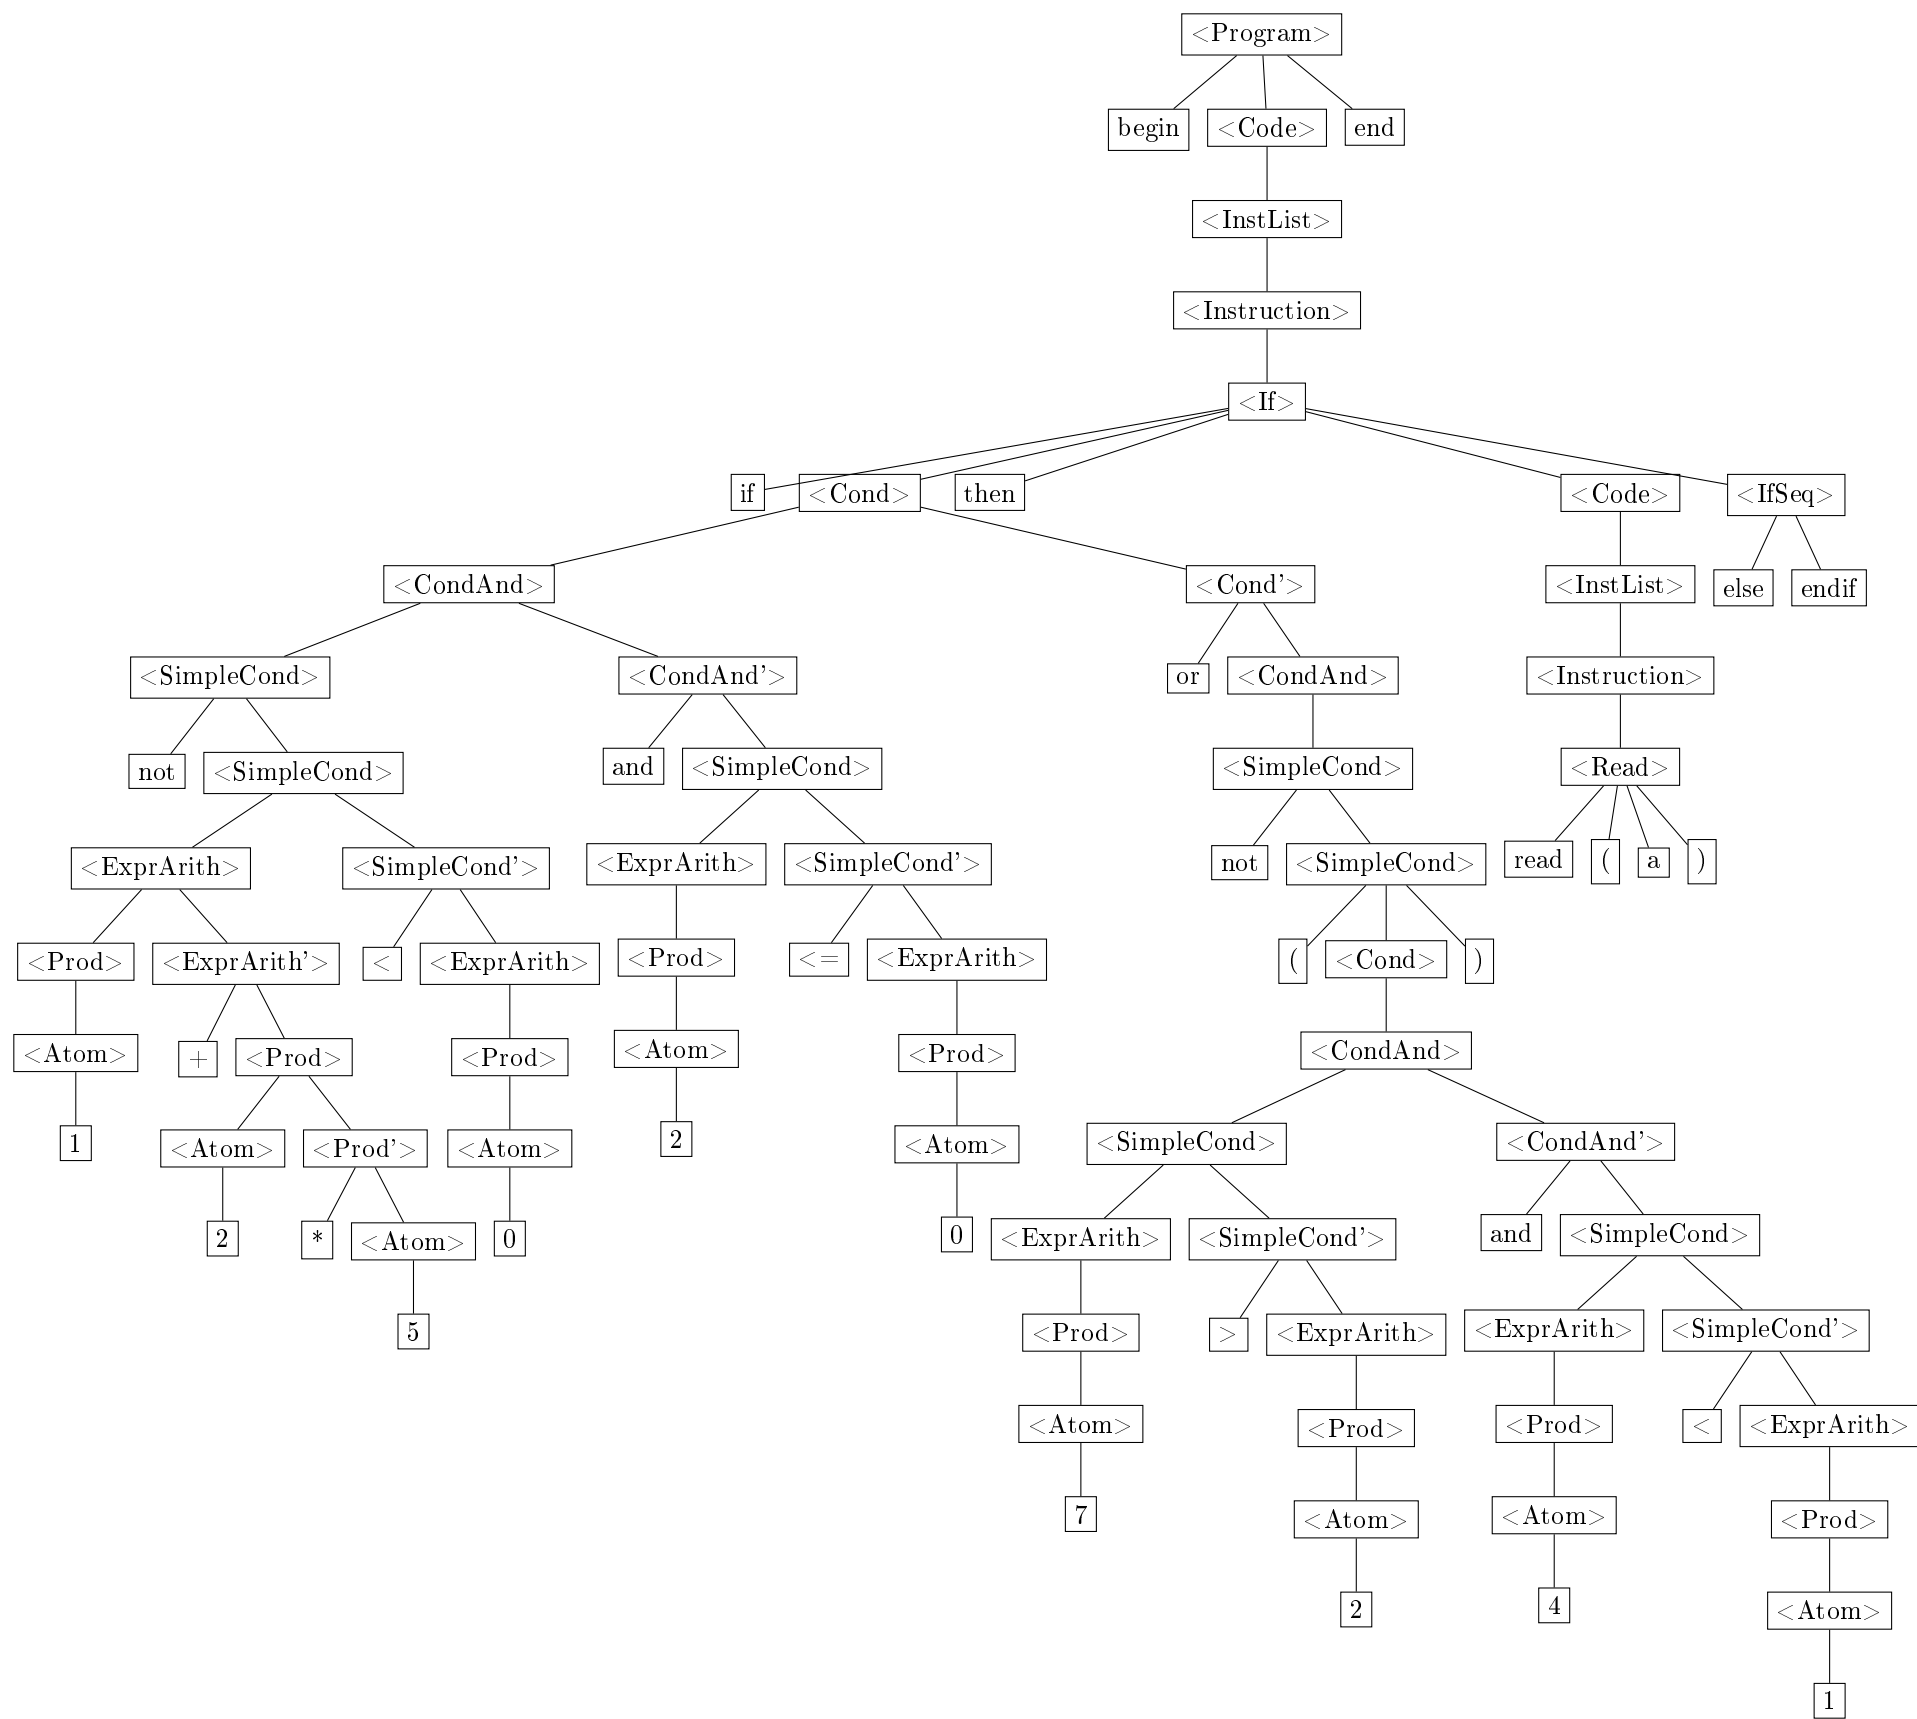 <Program>
begin <Code> end
<InstList>
<Instruction>
<If>
if <Cond> then <Code> <IfSeq>
<CondAnd> <Cond'> <InstList> else endif
<SimpleCond> <CondAnd'> or <CondAnd> <Instruction>
not <SimpleCond> and <SimpleCond> <SimpleCond> <Read>
<ExprArith> <SimpleCond'> <ExprArith> <SimpleCond'> not <SimpleCond> read ( a )
<Prod> <ExprArith'> < <ExprArith> <Prod> <= <ExprArith> ( <Cond> )
<Atom> + <Prod> <Prod> <Atom> <Prod> <CondAnd>
1 <Atom> <Prod'> <Atom> 2 <Atom> <SimpleCond> <CondAnd'>
2 * <Atom> 0 0 <ExprArith> <SimpleCond'> and <SimpleCond>
5 <Prod> > <ExprArith> <ExprArith> <SimpleCond'>
<Atom> <Prod> <Prod> < <ExprArith>
7 <Atom> <Atom> <Prod>
2 4 <Atom>
1